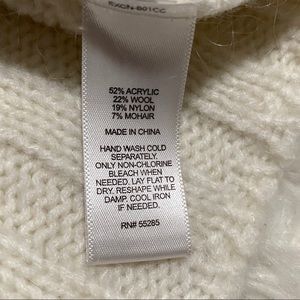 52% ACRYLIC
22% WOOL
19% NYLON
7% MOHAIR
MADE IN CHINA
HAND WASH COLD
SEPARATELY.
ONLY NON-CHLORINE
BLEACH WHEN
NEEDED. LAY FLAT TO
DRY. RESHAPE WHILE
DAMP. COOL IRON
IF NEEDED.
RN# 55285